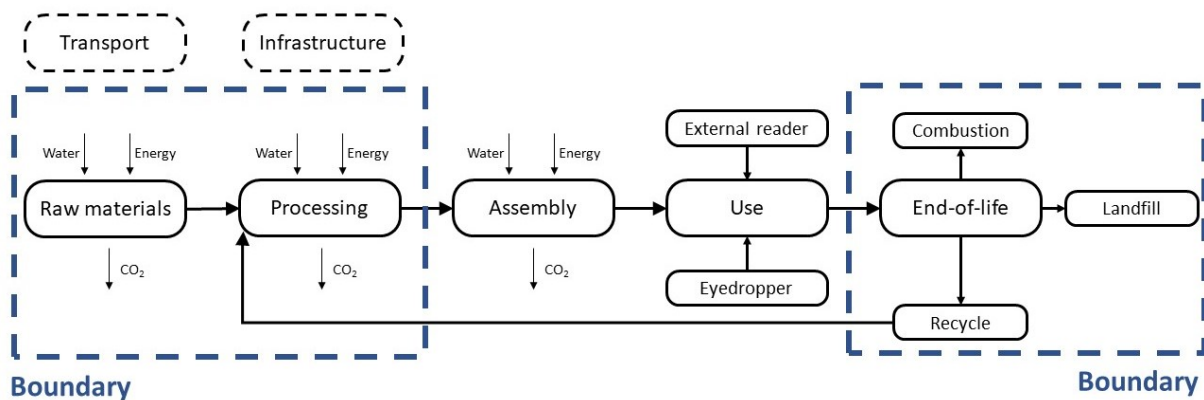 Transport
Infrastructure
External reader
Combustion
Water
Energy
Water
Energy
Water
Energy
Raw materials
Processing
Assembly
Use
End-of-life
Landfill
CO₂
CO₂
CO₂
Eyedropper
Recycle
Boundary
Boundary